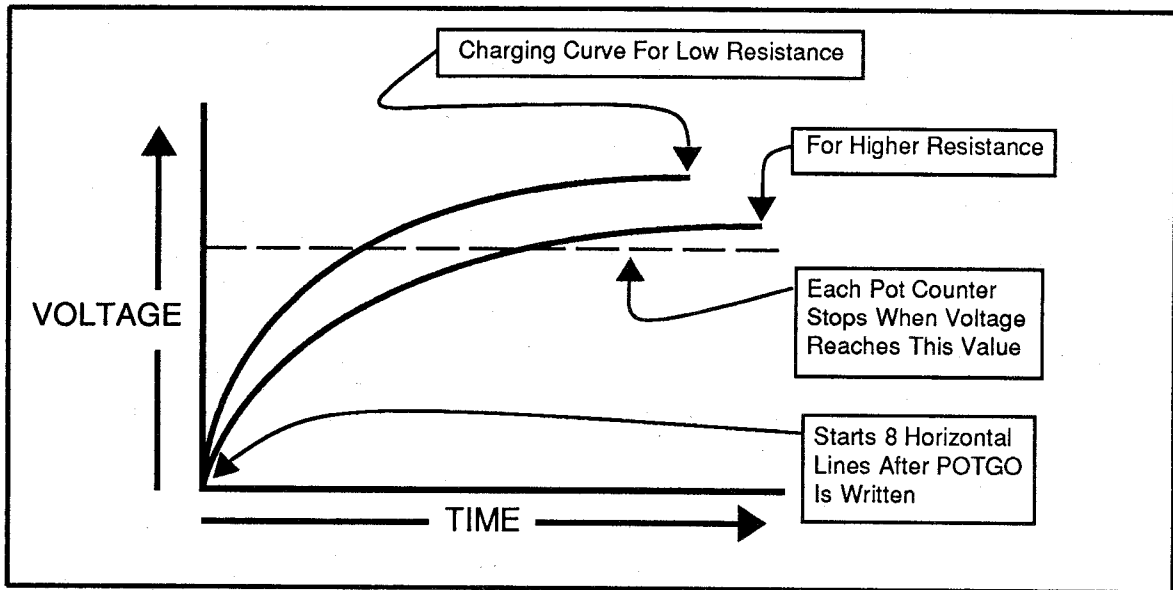 Charging Curve For Low Resistance
For Higher Resistance
VOLTAGE
Each Pot Counter
Stops When Voltage
Reaches This Value
Starts 8 Horizontal
Lines After POTGO
Is Written
TIME